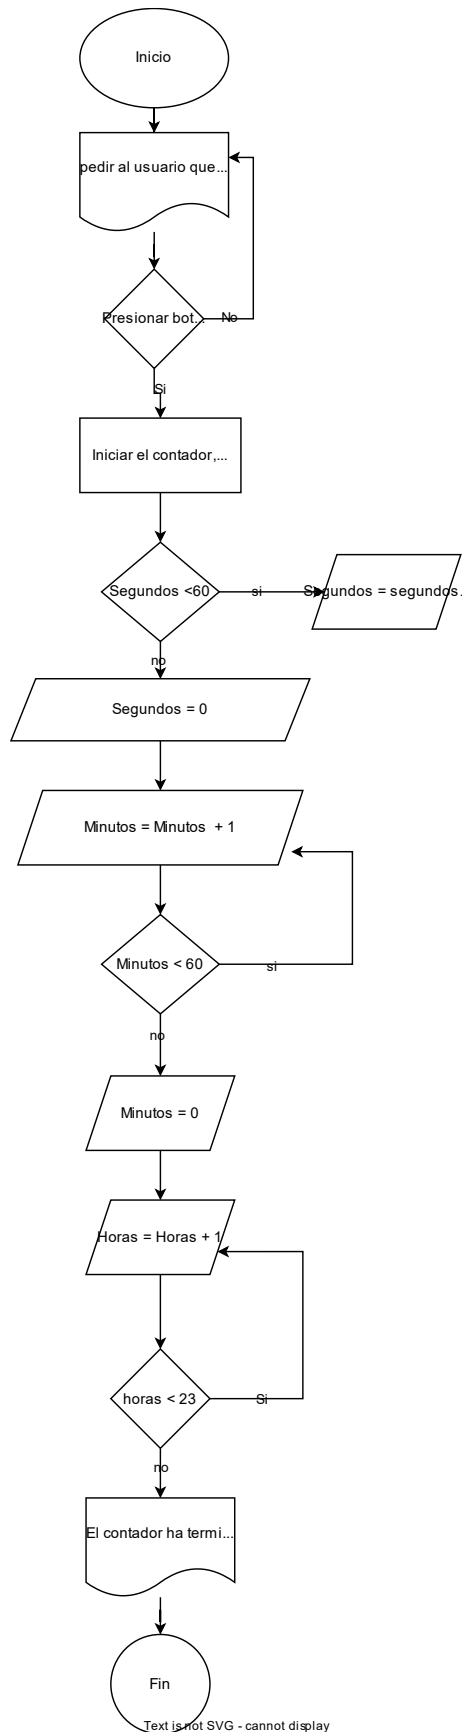 Inicio
pedir al usuario que...
Presionar bot...
No
Si
Iniciar el contador,...
Segundos <60
si
Segundos = segundos.
no
Segundos = 0
Minutos = Minutos + 1
Minutos < 60
si
no
Minutos = 0
Horas = Horas + 1
horas < 23
Si
no
El contador ha termi...
Fin
Text is not SVG - cannot display